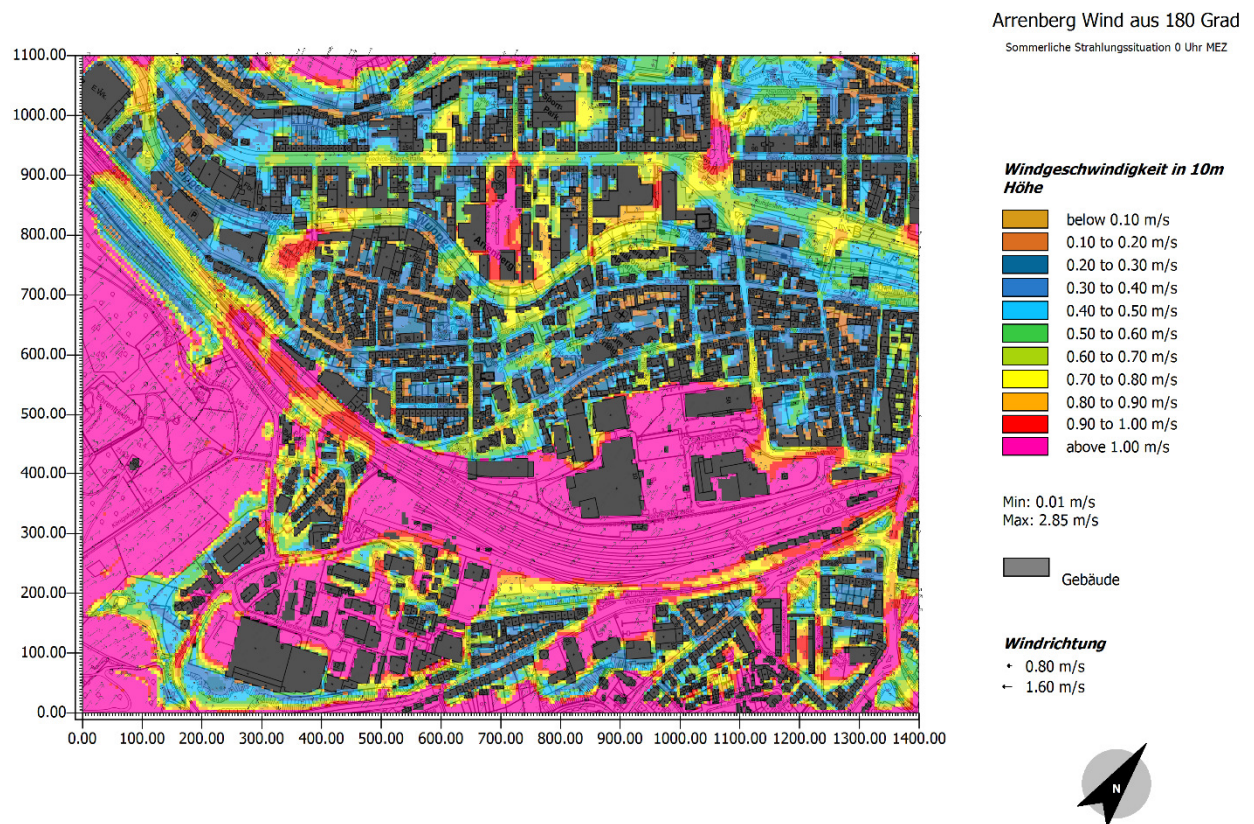 Arrenberg Wind aus 180 Grad
Sommerliche Strahlungssituation 0 Uhr MEZ
1100.00
1000.00
900.00
800.00
700.00
600.00
500.00
400.00
300.00
200.00
100.00
0.00
0.00 100.00 200.00 300.00 400.00 500.00 600.00 700.00 800.00 900.00 1000.00 1100.00 1200.00 1300.00 1400.00
E.W.
Sport-
Park
Arrenberg
P
Windgeschwindigkeit in 10m
Höhe
below 0.10 m/s
0.10 to 0.20 m/s
0.20 to 0.30 m/s
0.30 to 0.40 m/s
0.40 to 0.50 m/s
0.50 to 0.60 m/s
0.60 to 0.70 m/s
0.70 to 0.80 m/s
0.80 to 0.90 m/s
0.90 to 1.00 m/s
above 1.00 m/s
Min: 0.01 m/s
Max: 2.85 m/s
Gebäude
Windrichtung
0.80 m/s
1.60 m/s
N